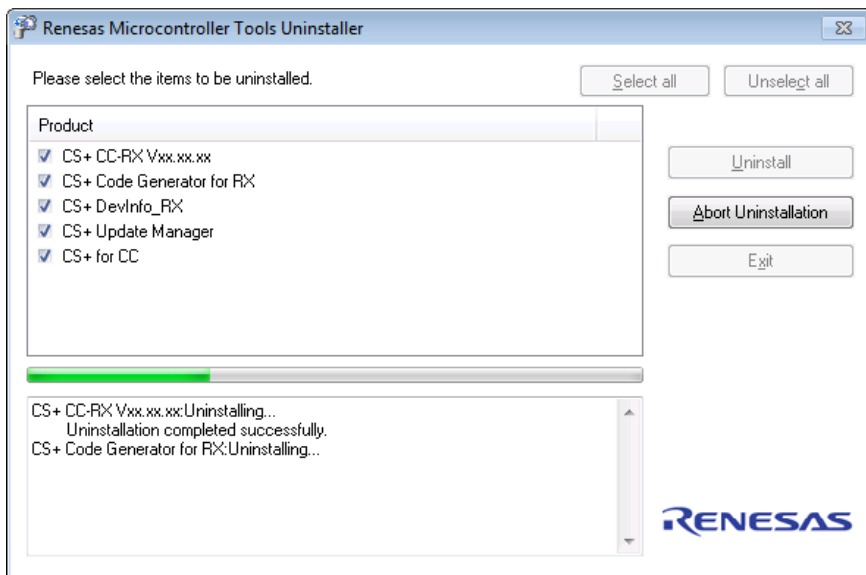 Renesas Microcontroller Tools Uninstaller
Please select the items to be uninstalled.
Select all
Unselect all
Product
CS+ CC-RX Vxx.xx.xx
CS+ Code Generator for RX
CS+ DevInfo_RX
CS+ Update Manager
CS+ for CC
Uninstall
Abort Uninstallation
Exit
CS+ CC-RX Vxx.xx.xx:Uninstalling...
Uninstallation completed successfully.
CS+ Code Generator for RX:Uninstalling...
RENESAS